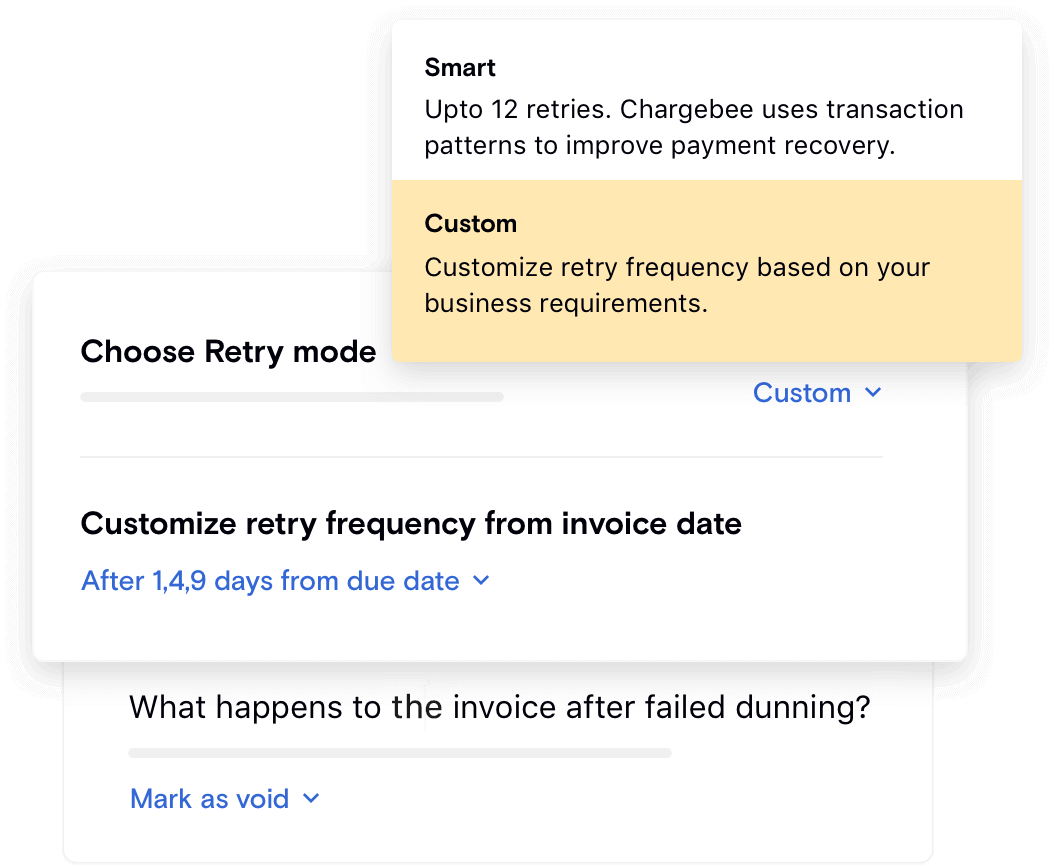 Smart
Upto 12 retries. Chargebee uses transaction
patterns to improve payment recovery.
Custom
Customize retry frequency based on your
business requirements.
Choose Retry mode
Custom
Customize retry frequency from invoice date
After 1,4,9 days from due date
What happens to the invoice after failed dunning?
Mark as void